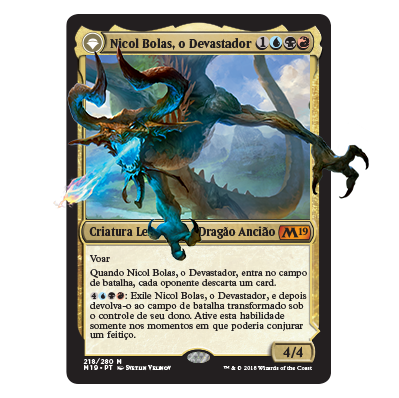 Nicol Bolas, o Devastador 1
Criatura Le Dragão Ancião M19
Voar
Quando Nicol Bolas, o Devastador, entra no campo
de batalha, cada oponente descarta um card.
4: Exile Nicol Bolas, o Devastador, e depois
devolva-o ao campo de batalha transformado sob
o controle de seu dono. Ative esta habilidade
somente nos momentos em que poderia conjurar
um feitiço.
4/4
218/280 M
M19 • PT Svetlin Velinov
™ & © 2018 Wizards of the Coast